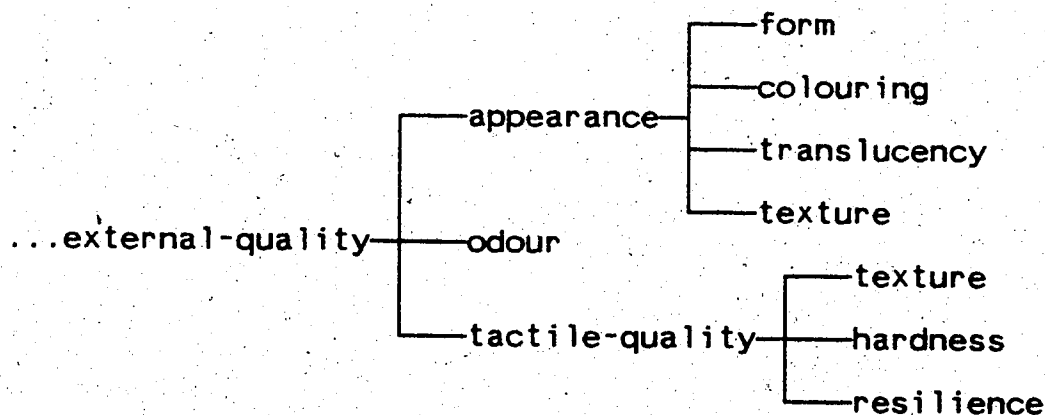 form
colouring
appearance
translucency
texture
...external-quality
odour
texture
tactile-quality
hardness
resilience